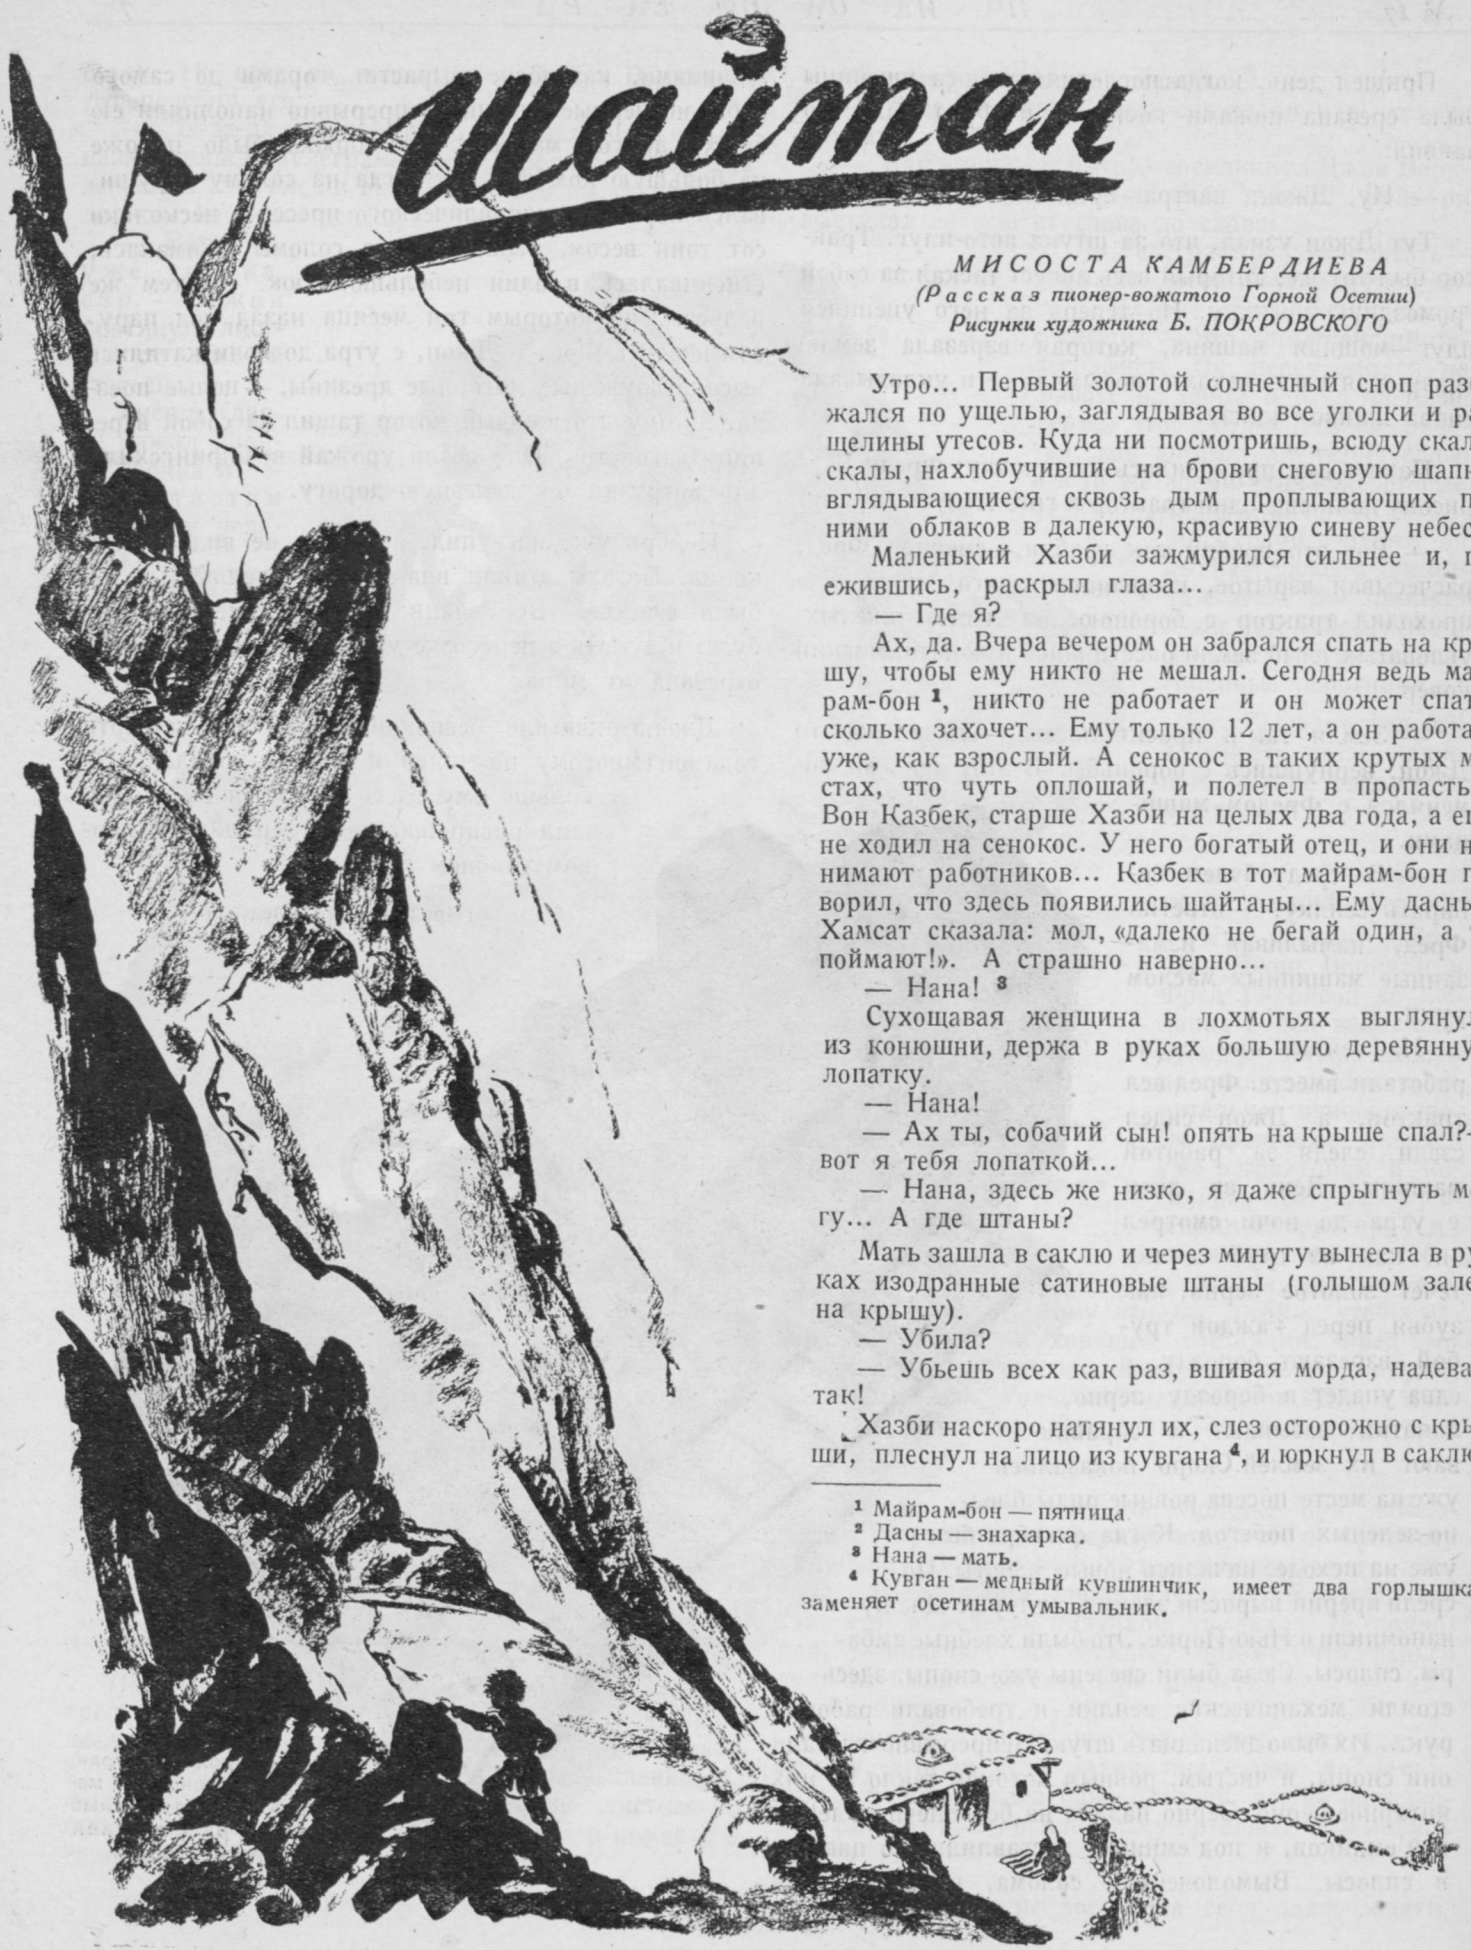 Шайтан
МИСОСТА КАМБЕРДИЕВА
(Рассказ пионер-вожатого Горной Осетии)
Рисунки художника Б. ПОКРОВСКОГО
Утро... Первый золотой солнечный сноп раз
жался по ущелью, заглядывая во все уголки и ра
щелины утесов. Куда ни посмотришь, всюду скал
скалы, нахлобучившие на брови снеговую шапк
вглядывающиеся сквозь дым проплывающих п
ними облаков в далекую, красивую синеву небес
Маленький Хазби зажмурился сильнее и, п
ежившись, раскрыл глаза...
— Где я?
Ах, да. Вчера вечером он забрался спать на кр
шу, чтобы ему никто не мешал. Сегодня ведь ма
рам-бон ¹, никто не работает и он может спат
сколько захочет... Ему только 12 лет, а он работа
уже, как взрослый. А сенокос в таких крутых м
стах, что чуть оплошай, и полетел в пропасть
Вон Казбек, старше Хазби на целых два года, а ещ
не ходил на сенокос. У него богатый отец, и они н
нимают работников... Казбек в тот майрам-бон г
ворил, что здесь появились шайтаны... Ему дасны
Хамсат сказала: мол, «далеко не бегай один, а т
поймают!». А страшно наверно...
— Нана! ³
Сухощавая женщина в лохмотьях выглянул
из конюшни, держа в руках большую деревянну
лопатку.
— Нана!
— Ах ты, собачий сын! опять на крыше спал?—
вот я тебя лопаткой...
— Нана, здесь же низко, я даже спрыгнуть м
гу... А где штаны?
Мать зашла в саклю и через минуту вынесла в ру
ках изодранные сатиновые штаны (голышом зале
на крышу).
— Убила?
— Убьешь всех как раз, вшивая морда, надева
так!
Хазби наскоро натянул их, слез осторожно с кры
ши, плеснул на лицо из кувгана ⁴, и юркнул в саклю
¹ Майрам-бон — пятница
² Дасны — знахарка.
³ Нана — мать.
⁴ Кувган — медный кувшинчик, имеет два горлышка
заменяет осетинам умывальник.